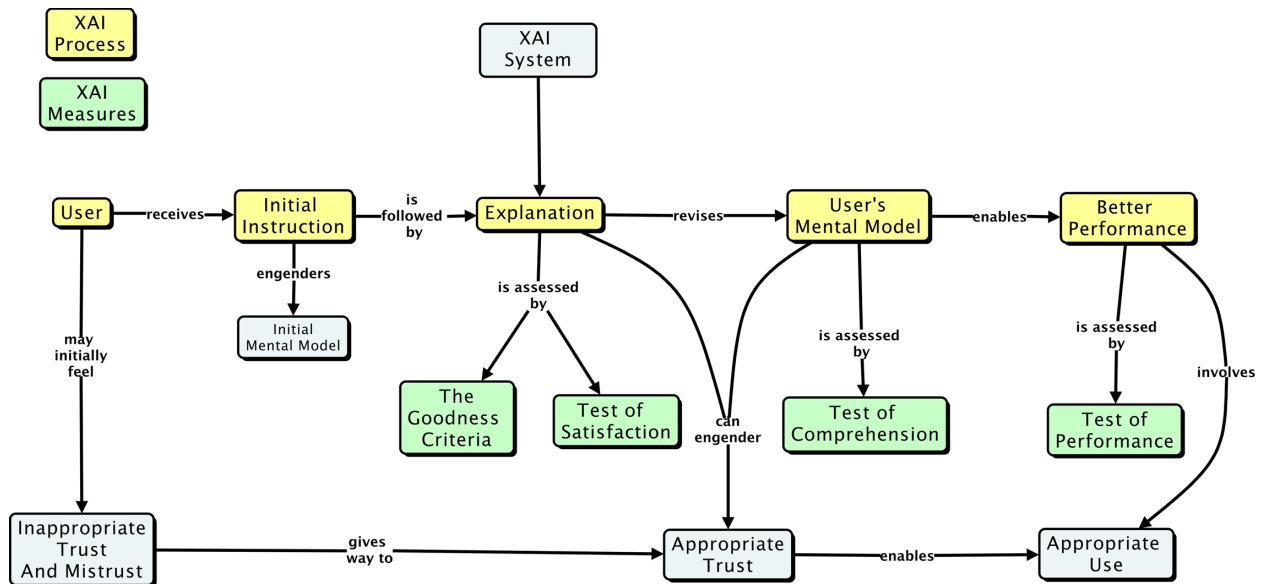 XAI
Process
XAI
Measures
XAI
System
User
receives
Initial
Instruction
is
followed
by
Explanation
revises
User's
Mental Model
enables
Better
Performance
engenders
Initial
Mental Model
is assessed
by
The
Goodness
Criteria
Test of
Satisfaction
is assessed
by
Test of
Comprehension
is assessed
by
Test of
Performance
involves
may
initially
feel
can
engender
Inappropriate
Trust
And Mistrust
gives
way to
Appropriate
Trust
enables
Appropriate
Use